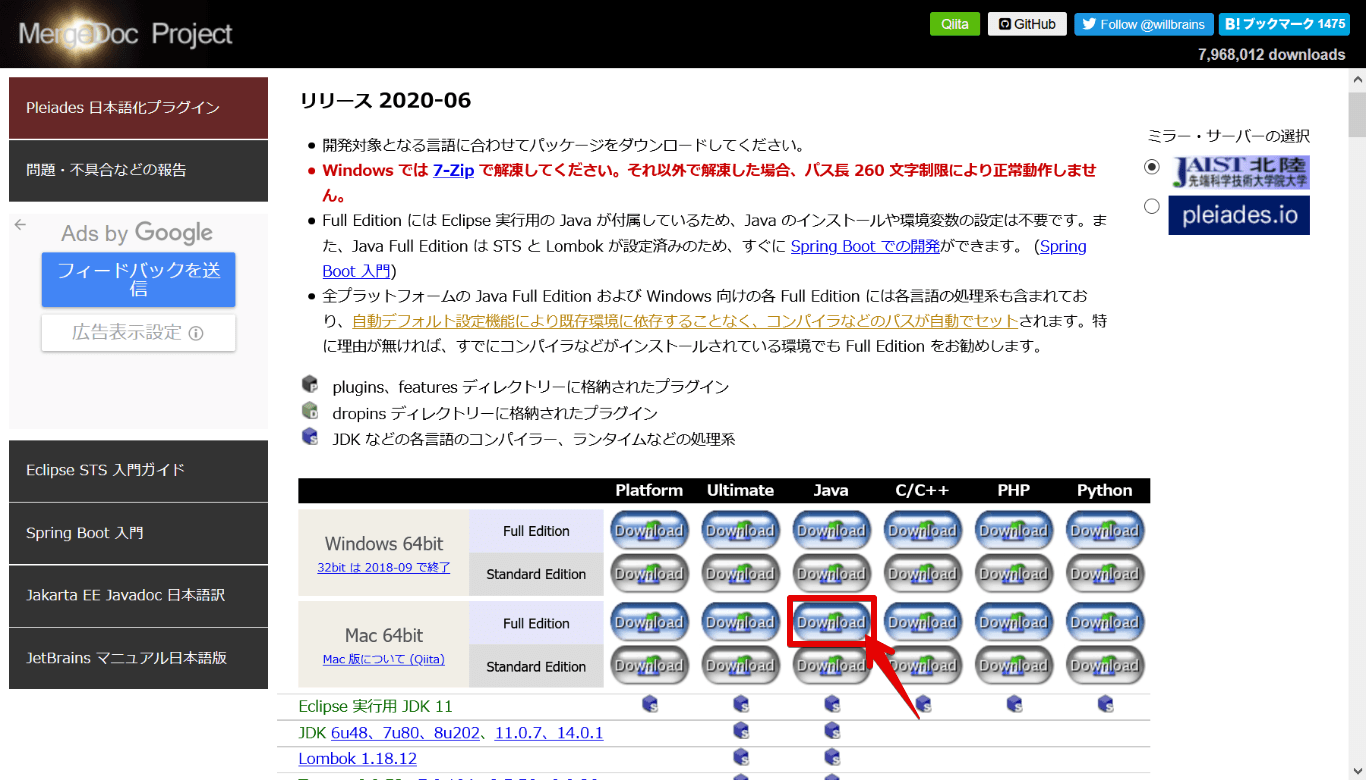 MergeDoc Project
Qiita
GitHub
Follow @willbrains
B! ブックマーク 1475
7,968,012 downloads
Pleiades 日本語化プラグイン
問題・不具合などの報告
Ads by Google
フィードバックを送
信
広告表示設定
Eclipse STS 入門ガイド
Spring Boot 入門
Jakarta EE Javadoc 日本語訳
JetBrains マニュアル日本語版
リリース 2020-06
開発対象となる言語に合わせてパッケージをダウンロードしてください。
Windows では 7-Zip で解凍してください。それ以外で解凍した場合、パス長 260 文字制限により正常動作しませ
ん。
Full Edition には Eclipse 実行用の Java が付属しているため、Java のインストールや環境変数の設定は不要です。ま
た、Java Full Edition は STS と Lombok が設定済みのため、すぐに Spring Boot での開発ができます。 (Spring
Boot 入門)
全プラットフォームの Java Full Edition および Windows 向けの各 Full Edition には各言語の処理系も含まれてお
り、自動デフォルト設定機能により既存環境に依存することなく、コンパイラなどのパスが自動でセットされます。特
に理由が無ければ、すでにコンパイラなどがインストールされている環境でも Full Edition をお勧めします。
ミラー・サーバーの選択
JAIST 北陸
先端科学技術大学院大学
pleiades.io
plugins、features ディレクトリーに格納されたプラグイン
dropins ディレクトリーに格納されたプラグイン
JDK などの各言語のコンパイラー、ランタイムなどの処理系
Platform Ultimate Java C/C++ PHP Python
Windows 64bit
32bit は 2018-09 で終了
Full Edition Download Download Download Download Download Download
Standard Edition Download Download Download Download Download Download
Mac 64bit
Mac 版について (Qiita)
Full Edition Download Download Download Download Download Download
Standard Edition Download Download Download Download Download Download
Eclipse 実行用 JDK 11
JDK 6u48、7u80、8u202、11.0.7、14.0.1
Lombok 1.18.12